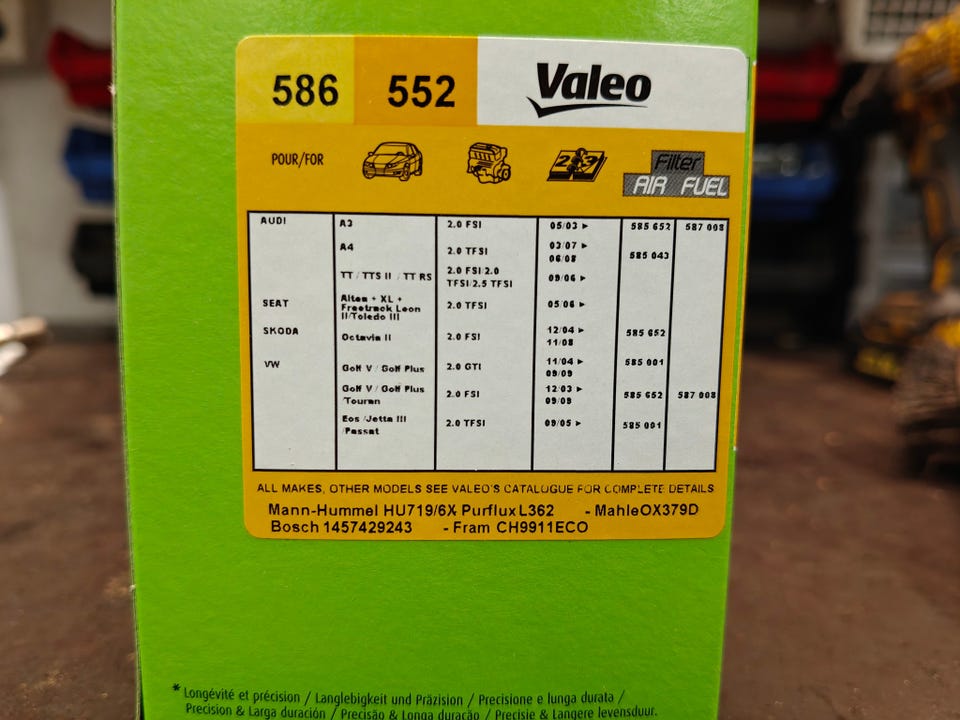 586 552 Valeo
POUR/FOR Filter
AIR FUEL
AUDI A3 2.0 FSI 05/03 ► 585 652 587 008
A4 2.0 TFSI 03/07 ► 585 043
06/08
TT / TTS II / TT RS 2.0 FSI/2.0 09/06 ►
TFSI/2.5 TFSI
SEAT Altea + XL + 2.0 TFSI 05/06 ►
Freetrack Leon
II/Toledo III
SKODA Octavia II 2.0 FSI 12/04 ► 585 652
11/08
VW Golf V / Golf Plus 2.0 GTI 11/04 ► 585 001
09/09
Golf V / Golf Plus 2.0 FSI 12/03 ► 585 652 587 008
/Touran 09/09
Eos /Jetta III 2.0 TFSI 09/05 ► 585 001
/Passat
ALL MAKES, OTHER MODELS SEE VALEO'S CATALOGUE FOR COMPLETE DETAILS
Mann-Hummel HU719/6X Purflux L362 - MahleOX379D
Bosch 1457429243 - Fram CH9911ECO
* Longévité et précision / Langlebigkeit und Präzision / Precisione e lunga durata /
Precisión & Larga duración / Precisão & Longa duração / Precisie & Langere levensduur.